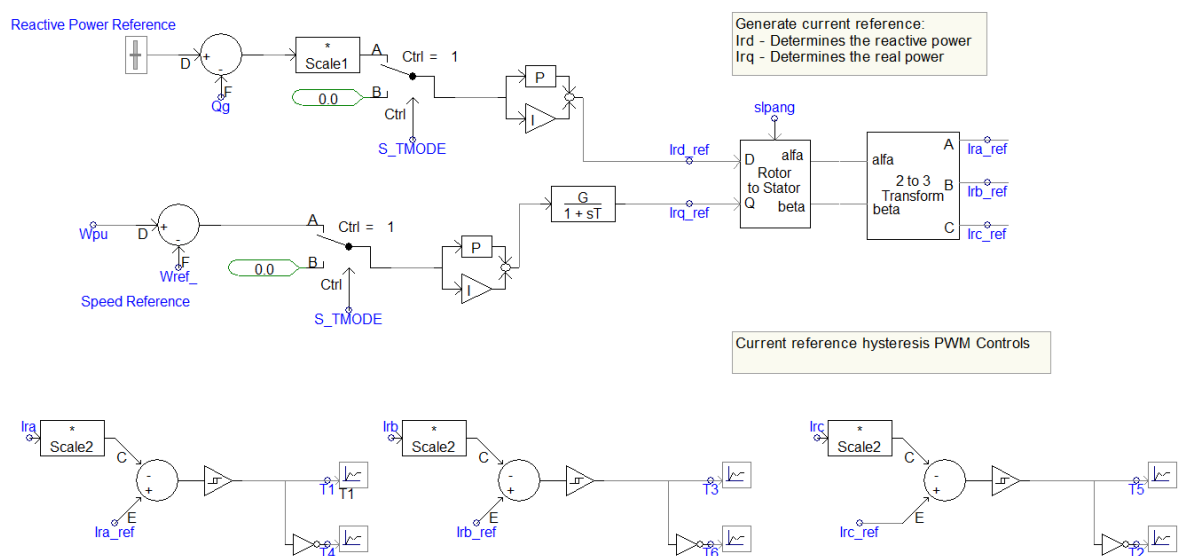 Reactive Power Reference
D
+
-
F
Qg
*
Scale1
A
B
0.0
Ctrl = 1
Ctrl
S_TMODE
P
I
Generate current reference:
Ird - Determines the reactive power
Irq - Determines the real power
slpang
Ird_ref
Irq_ref
D
Q
alfa
Rotor
to Stator
beta
alfa
2 to 3
Transform
beta
A
B
C
Ira_ref
Irb_ref
Irc_ref
Wpu
D
+
-
F
Wref_
Speed Reference
A
B
0.0
Ctrl = 1
Ctrl
S_TMODE
P
I
G
1 + sT
Current reference hysteresis PWM Controls
Ira
*
Scale2
C
-
+
E
Ira_ref
T1
T1
T4
Irb
*
Scale2
C
-
+
E
Irb_ref
T3
T6
Irc
*
Scale2
C
-
+
E
Irc_ref
T5
T2